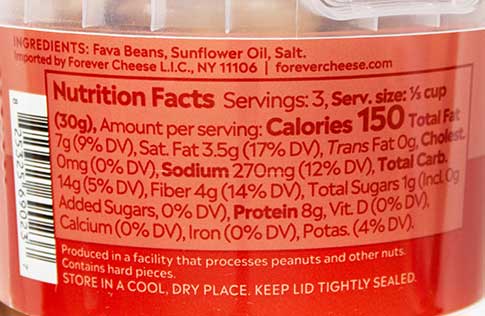 INGREDIENTS: Fava Beans, Sunflower Oil, Salt.
Imported by Forever Cheese L.I.C., NY 11106 | forevercheese.com
Nutrition Facts Servings: 3, Serv. size: ⅓ cup
(30g), Amount per serving: Calories 150 Total Fat
7g (9% DV), Sat. Fat 3.5g (17% DV), Trans Fat 0g, Cholest.
0mg (0% DV), Sodium 270mg (12% DV), Total Carb.
14g (5% DV), Fiber 4g (14% DV), Total Sugars 1g (Incl. 0g
Added Sugars, 0% DV), Protein 8g, Vit. D (0% DV),
Calcium (0% DV), Iron (0% DV), Potas. (4% DV).
Produced in a facility that processes peanuts and other nuts.
Contains hard pieces.
STORE IN A COOL, DRY PLACE. KEEP LID TIGHTLY SEALED.
8 25325 69023 7